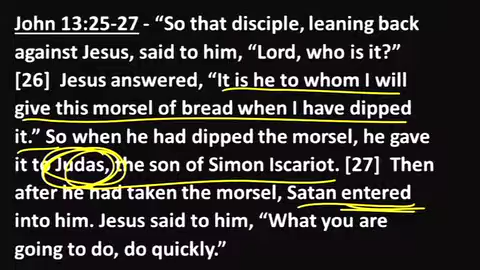 John 13:25-27 - “So that disciple, leaning back
against Jesus, said to him, “Lord, who is it?”
[26]  Jesus answered, “It is he to whom I will
give this morsel of bread when I have dipped
it.” So when he had dipped the morsel, he gave
it to Judas, the son of Simon Iscariot. [27]  Then
after he had taken the morsel, Satan entered
into him. Jesus said to him, “What you are
going to do, do quickly.”